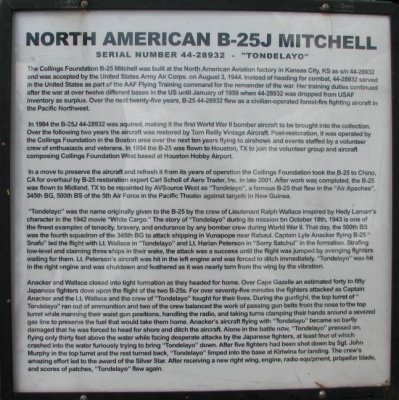 NORTH AMERICAN B-25J MITCHELL
SERIAL NUMBER 44-28932 - "TONDELAYO"
The Collings Foundation B-25 Mitchell was built at the North American Aviation factory in Kansas City, KS as s/n 44-28932
and was accepted by the United States Army Air Corps. on August 3, 1944. Instead of heading for combat, 44-28932 served
in the United States as part of the AAF Flying Training command for the remainder of the war. Her training duties continued
after the war at over twelve different bases in the US until January of 1959 when 44-28932 was dropped from USAF
inventory as surplus. Over the next twenty-five years, B-25 44-28932 flew as a civilian-operated forest-fire fighting aircraft in
the Pacific Northwest.
In 1984 the B-25J 44-28932 was aquired, making it the first World War II bomber aircraft to be brought into the collection.
Over the following two years the aircraft was restored by Tom Reilly Vintage Aircraft. Post-restoration, it was operated by
the Collings Foundation in the Boston area over the next ten years flying to airshows and events staffed by a volunteer
crew of enthusiasts and veterans. In 1994 the B-25 was flown to Houston, TX to join the volunteer group and aircraft
composing Collings Foundation West based at Houston Hobby Airport.
In a move to preserve the aircraft and refresh it from its years of operation the Collings Foundation took the B-25 to Chino,
CA for overhaul by B-25 restoration expert Carl Scholl of Aero Trader, Inc. in late 2001. After work was completed, the B-25
was flown to Midland, TX to be repainted by AVSource West as "Tondelayo", a famous B-25 that flew in the "Air Apaches",
345th BG, 500th BS of the 5th Air Force in the Pacific Theater against targets in New Guinea.
"Tondelayo" was the name originally given to the B-25 by the crew of Lieutenant Ralph Wallace inspired by Hedy Lamarr's
character in the 1942 movie "White Cargo." The story of "Tondelayo" during its mission on October 18th, 1943 is one of
the finest examples of tenacity, bravery, and endurance by any bomber crew during World War II. That day, the 500th BS
was the fourth squadron of the 345th BG to attack shipping in Vunapope near Rabaul. Captain Lyle Anacker flying B-25 "
Snafu" led the flight with Lt. Wallace in "Tondelayo" and Lt. Harlan Peterson in "Sorry Satchul" in the formation. Strafing
low-level and claiming three ships in their wake, the attack was a success until the flight was jumped by avenging fighters
waiting for them. Lt. Peterson's aircraft was hit in the left engine and was forced to ditch immediately. "Tondelayo" was hit
in the right engine and was shutdown and feathered as it was nearly torn from the wing by the vibration.
Anacker and Wallace closed into tight formation as they headed for home. Over Cape Gazelle an estimated forty to fifty
Japanese fighters dove upon the flight of the two B-25s. For over seventy-five minutes the fighters attacked as Captain
Anacker and the Lt. Wallace and the crew of "Tondelayo" fought for their lives. During the gunfight, the top turret of "
Tondelayo" ran out of ammunition and two of the crew balanced the work of passing gun belts from the nose to the top
turret while manning their waist gun positions, handling the radio, and taking turns clamping their hands around a severed
gas line to preserve the fuel that would take them home. Anacker's aircraft flying with "Tondelayo" became so badly
damaged that he was forced to head for shore and ditch the aircraft. Alone in the battle now, "Tondelayo" pressed on,
flying only thirty feet above the water while facing desperate attacks by the Japanese fighters, at least four of which
crashed into the water furiously trying to bring "Tondelayo" down. After five fighters had been shot down by Sgt. John
Murphy in the top turret and the rest turned back, "Tondelayo" limped into the base at Kiriwina for landing. The crew's
amazing effort led to the award of the Silver Star. After receiving a new right wing, engine, radio equipment, propeller blade,
and scores of patches, "Tondelayo" flew again.